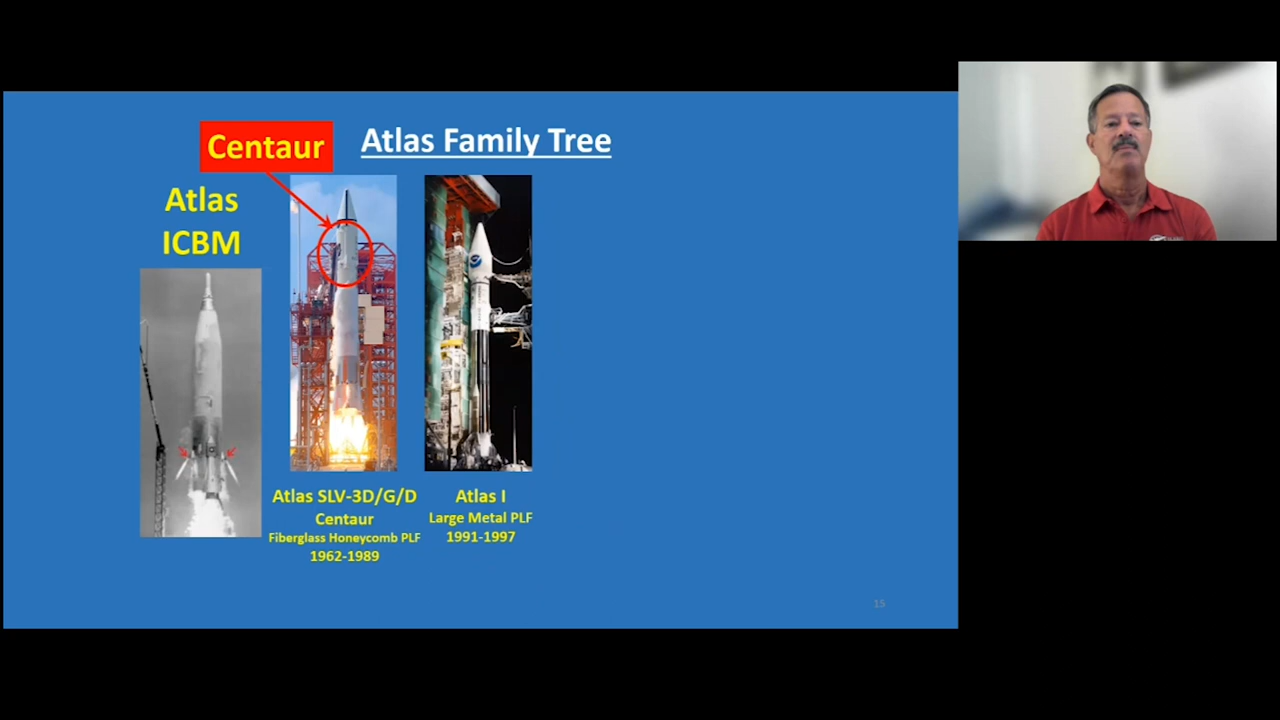 Centaur
Atlas Family Tree
Atlas
ICBM
Atlas SLV-3D/G/D
Centaur
Fiberglass Honeycomb PLF
1962-1989
Atlas I
Large Metal PLF
1991-1997
15